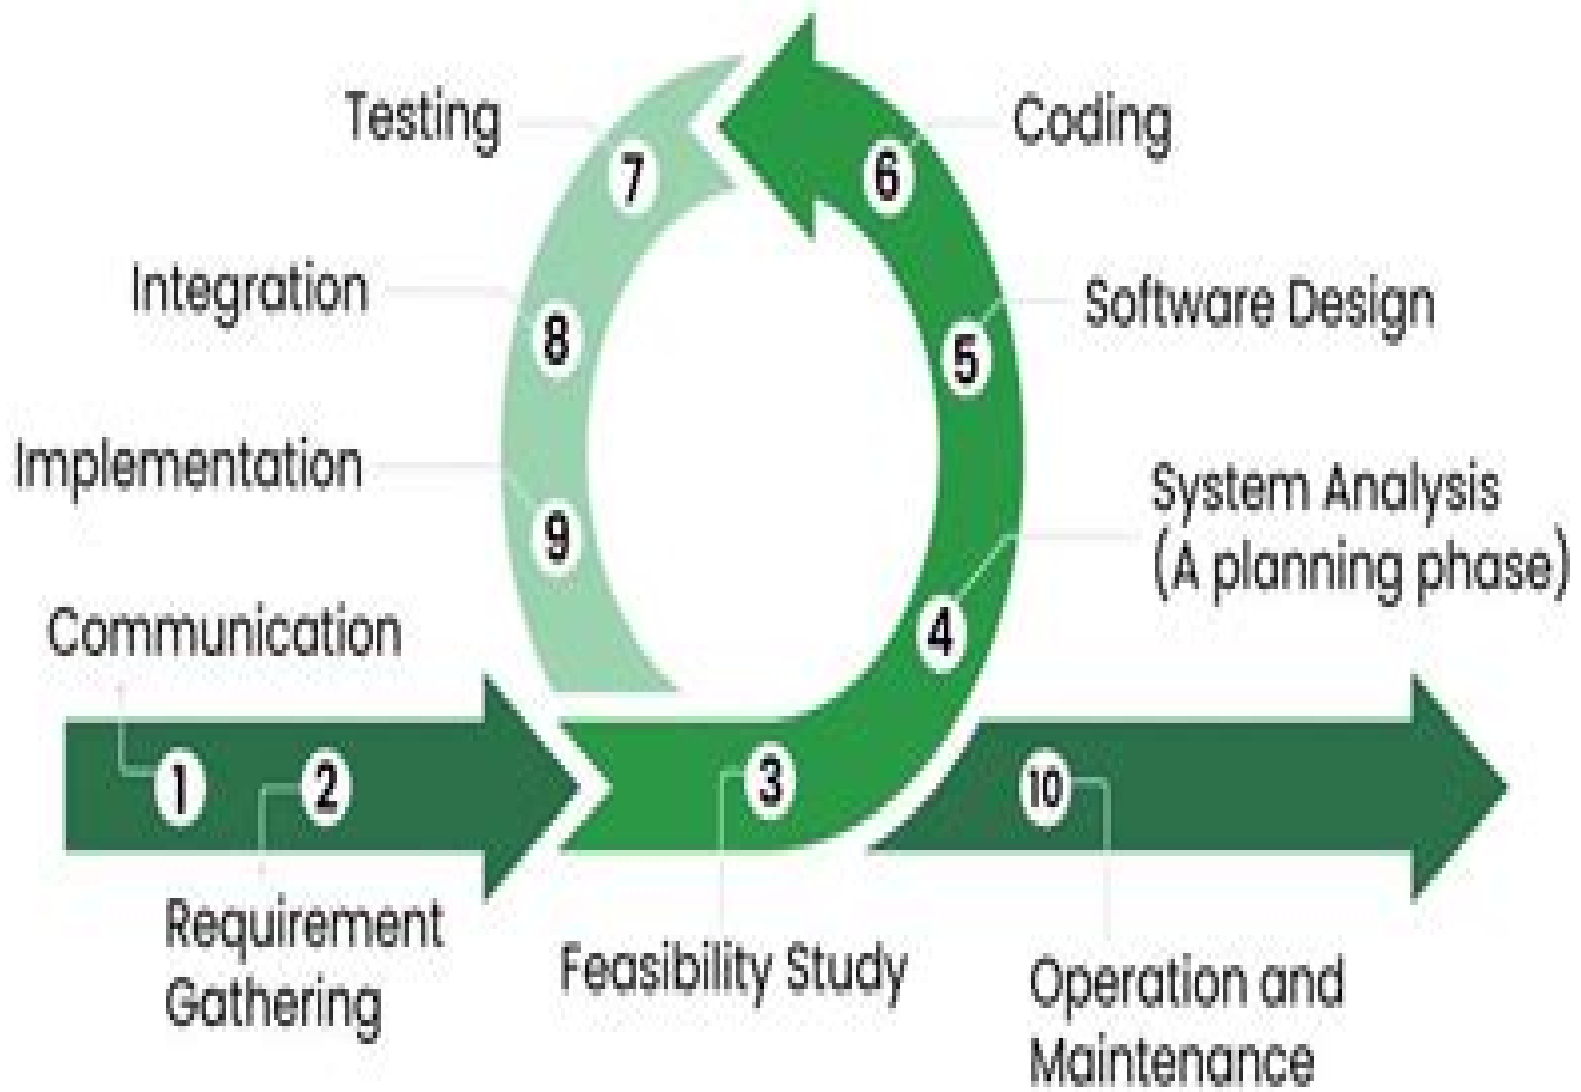 Testing
7
6
Coding
Integration
8
5
Software Design
Implementation
9
System Analysis
(A planning phase)
4
Communication
1
2
3
10
Requirement
Gathering
Feasibility Study
Operation and
Maintenance